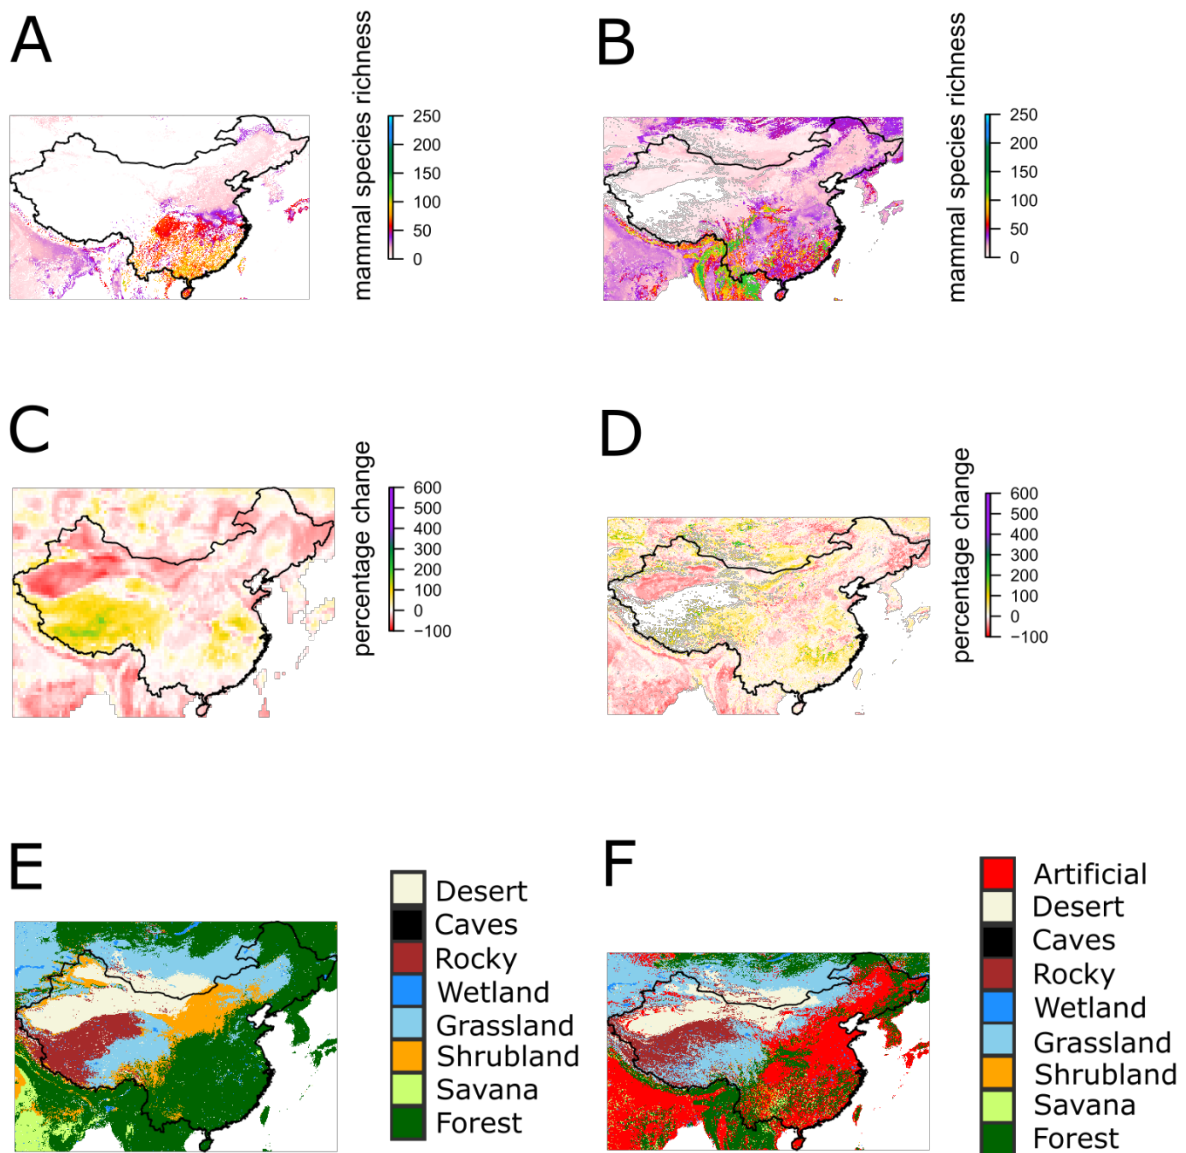 A
mammal species richness
250
200
150
100
50
0
B
mammal species richness
250
200
150
100
50
0
C
percentage change
600
500
400
300
200
100
0
−100
D
percentage change
600
500
400
300
200
100
0
−100
E
Desert
Caves
Rocky
Wetland
Grassland
Shrubland
Savana
Forest
F
Artificial
Desert
Caves
Rocky
Wetland
Grassland
Shrubland
Savana
Forest